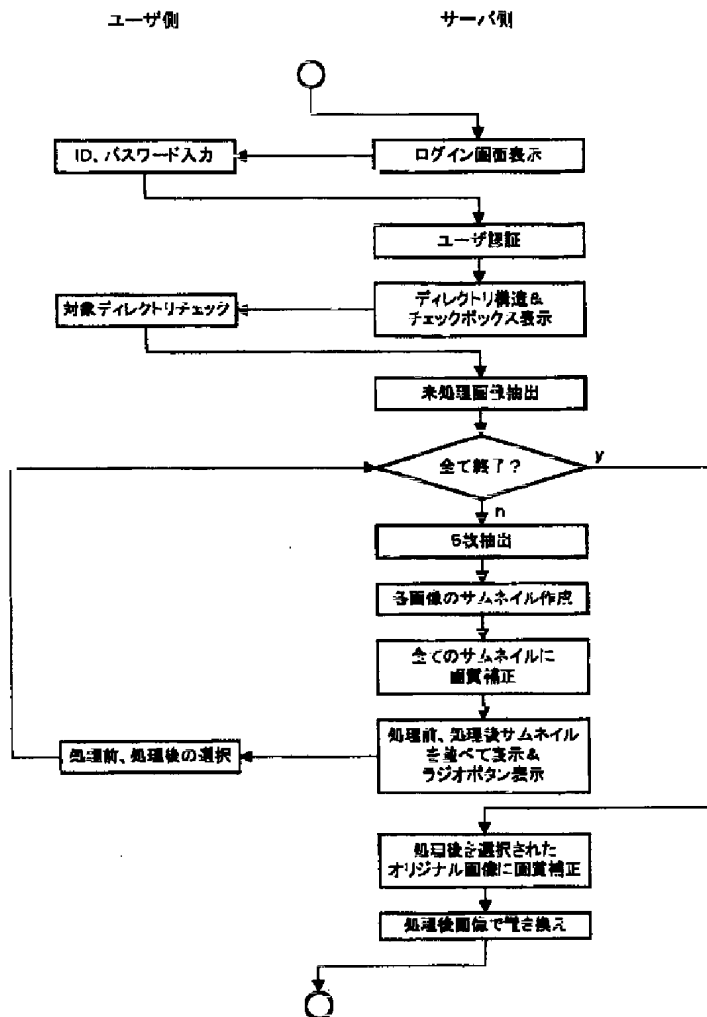 ユーザ側
サーバ側
ログイン画面表示
ID、パスワード入力
ユーザ認証
ディレクトリ構造&
チェックボックス表示
対象ディレクトリチェック
未処理画像抽出
全て終了?
y
n
5枚抽出
各画像のサムネイル作成
全てのサムネイルに
画質補正
処理前、処理後サムネイル
を並べて表示&
ラジオボタン表示
処理前、処理後の選択
処理後を選択された
オリジナル画像に画質補正
処理後画像で置き換え